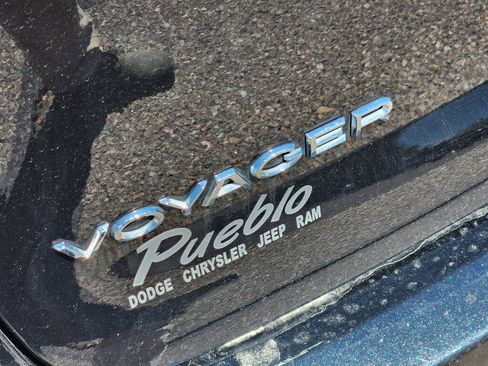 VOYAGER
Pueblo
DODGE CHRYSLER JEEP RAM